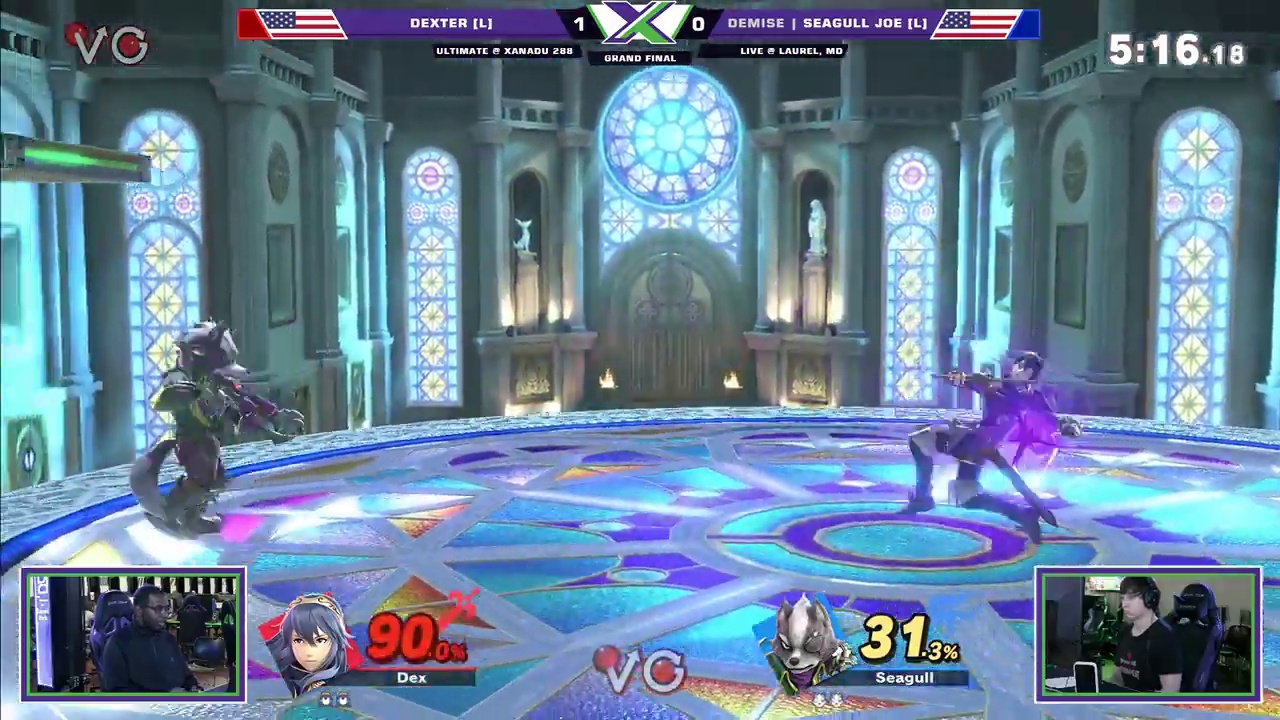 DEXTER [L] 1 0 DEMISE | SEAGULL JOE [L]
ULTIMATE @ XANADU 288 GRAND FINAL LIVE @ LAUREL, MD
5:16.18
VG
90.0% 31.3%
Dex VG Seagull